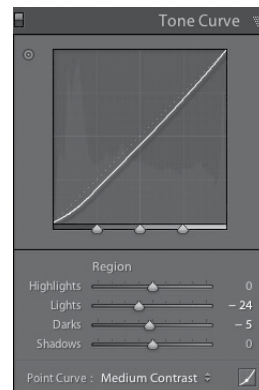 Tone Curve
Region
Highlights 0
Lights – 24
Darks – 5
Shadows 0
Point Curve : Medium Contrast